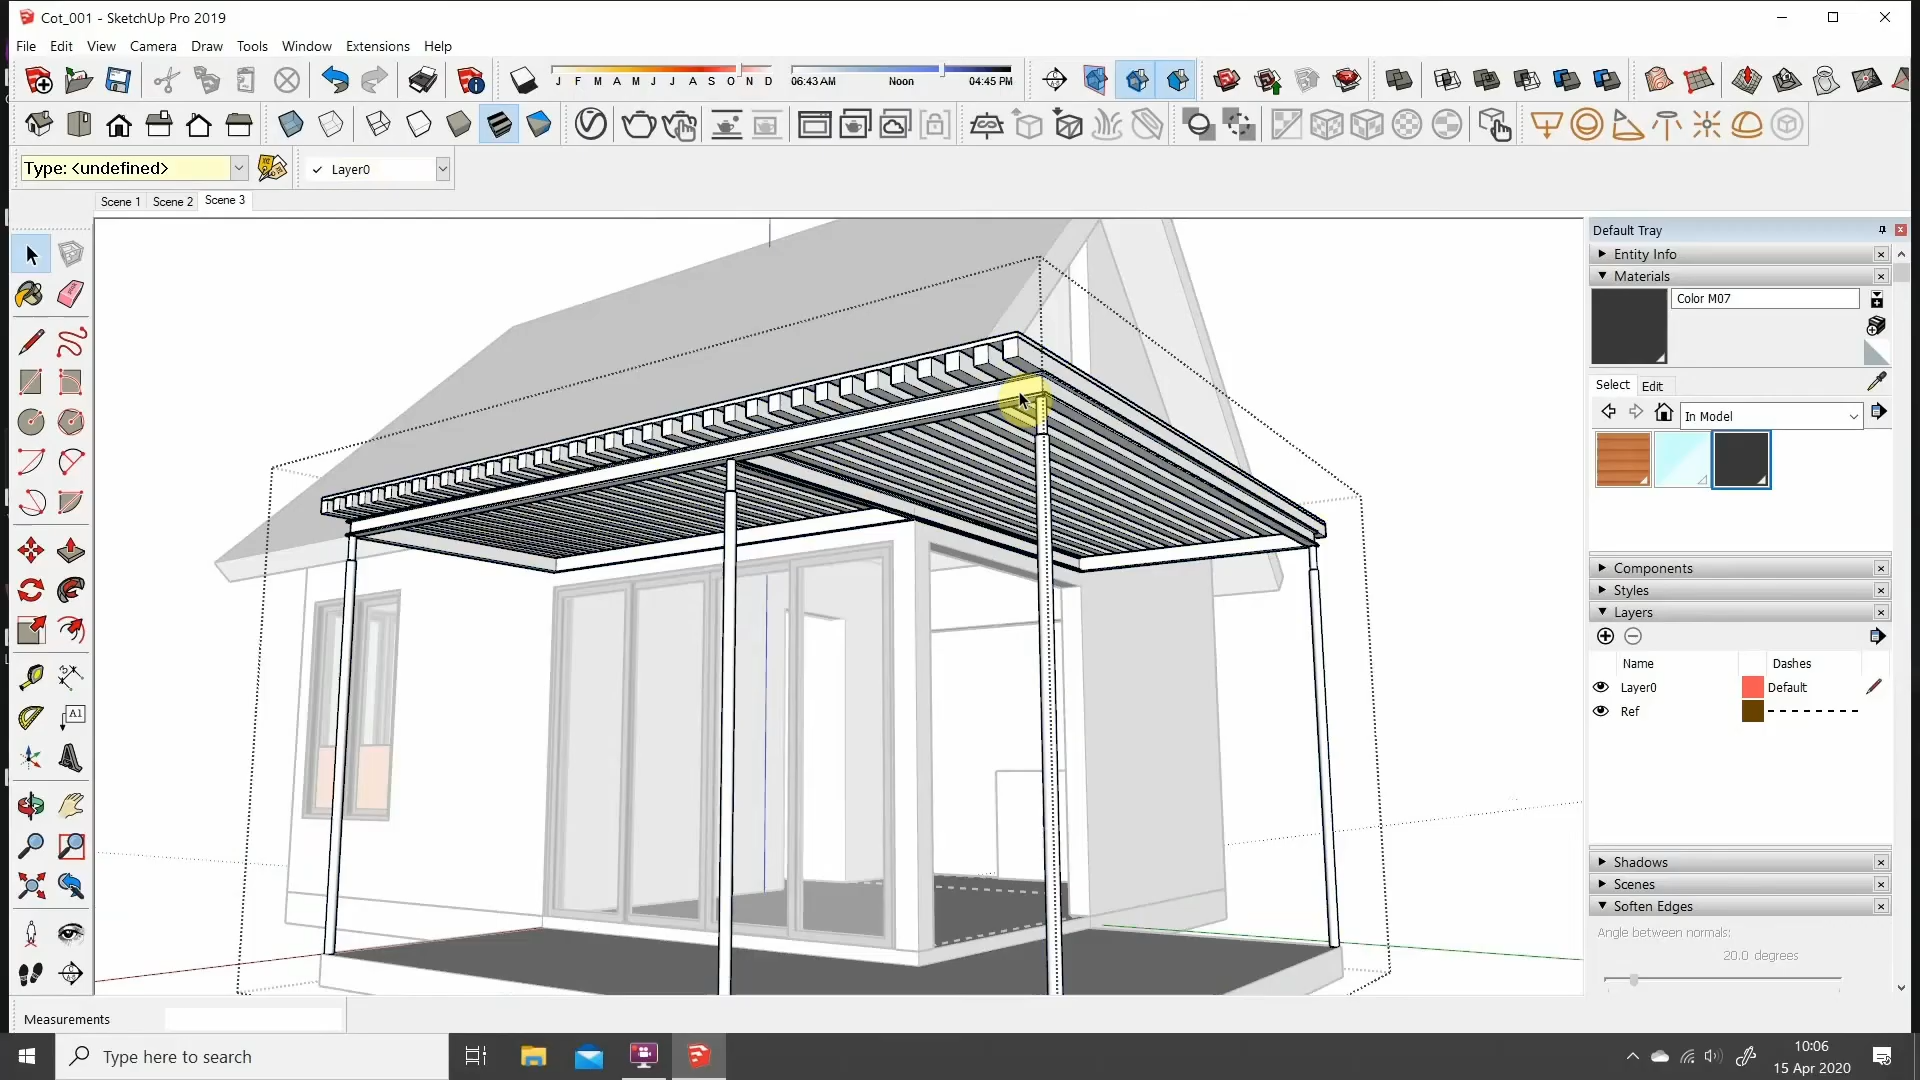 Cot_001 - SketchUp Pro 2019
File Edit View Camera Draw Tools Window Extensions Help
J F M A M J J A S O N D 06:43 AM Noon 04:45 PM
Type: <undefined> Layer0
Scene 1 Scene 2 Scene 3
Default Tray
Entity Info
Materials
Color M07
Select Edit
In Model
Components
Styles
Layers
Name Dashes
Layer0 Default
Ref
Shadows
Scenes
Soften Edges
Angle between normals:
20.0 degrees
A1
Measurements
Type here to search
10:06
15 Apr 2020